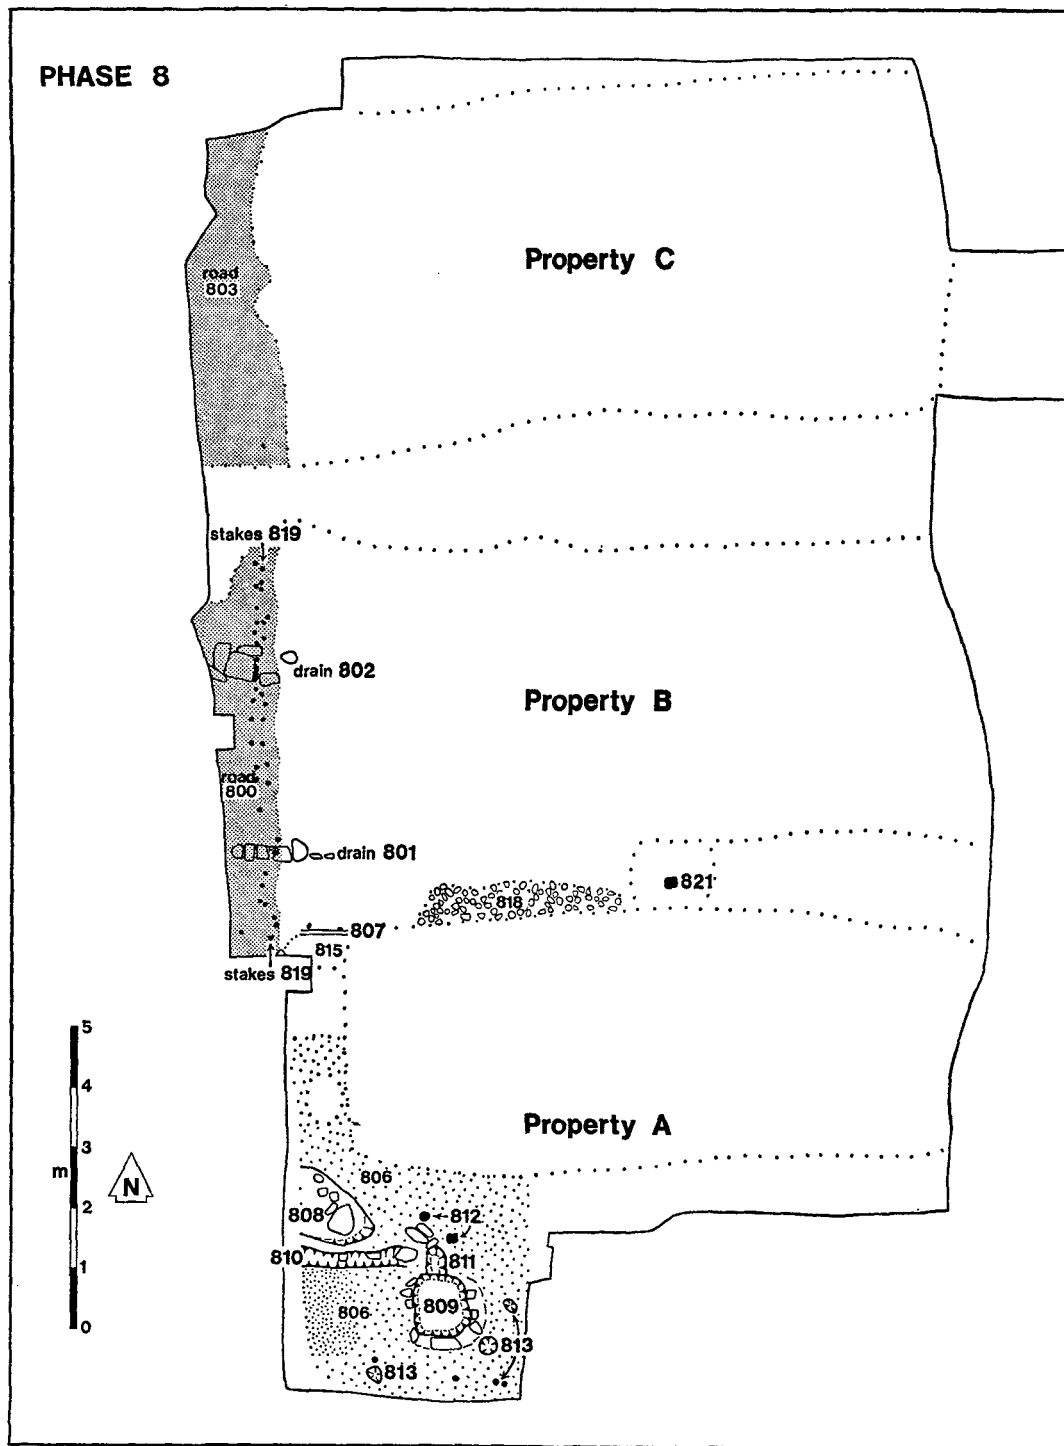 PHASE 8
Property C
road
803
stakes 819
drain 802
Property B
road
800
drain 801
821
818
807
815
stakes 819
5
4
3
m
2
1
0
N
Property A
806
808
812
810
811
809
806
813
813